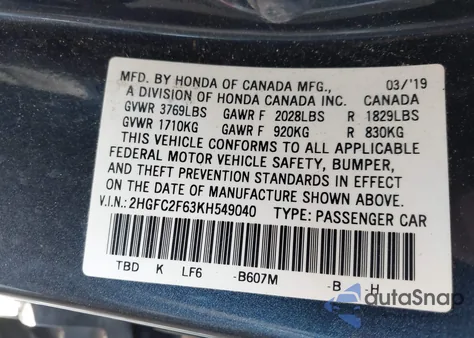 MFD. BY HONDA OF CANADA MFG., 03/'19
A DIVISION OF HONDA CANADA INC. CANADA
GVWR 3769LBS GAWR F 2028LBS R 1829LBS
GVWR 1710KG GAWR F 920KG R 830KG
THIS VEHICLE CONFORMS TO ALL APPLICABLE
FEDERAL MOTOR VEHICLE SAFETY, BUMPER,
AND THEFT PREVENTION STANDARDS IN EFFECT
ON THE DATE OF MANUFACTURE SHOWN ABOVE.
V.I.N.: 2HGFC2F63KH549040 TYPE: PASSENGER CAR
TBD K LF6 -B607M -B -H
autaSnap